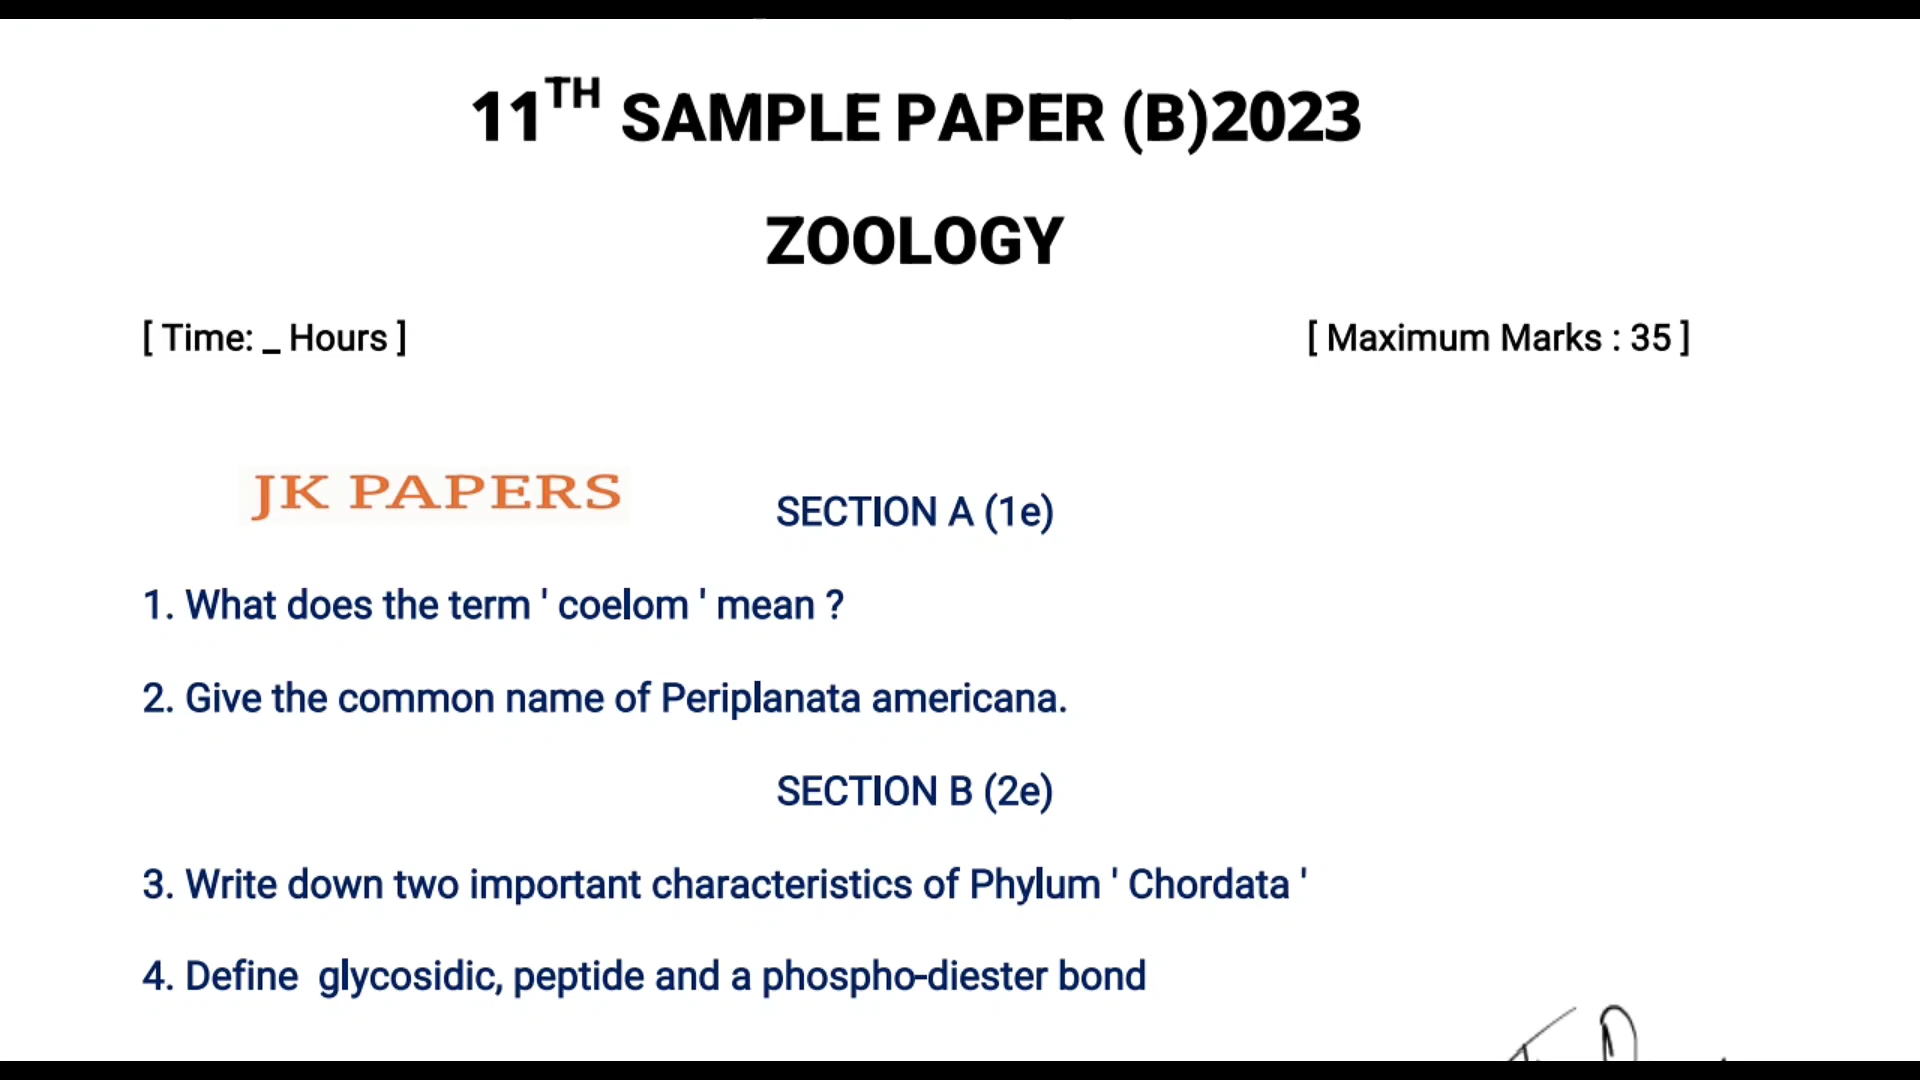 11TH SAMPLE PAPER (B)2023
ZOOLOGY
[ Time: _ Hours ]
[ Maximum Marks : 35 ]
JK PAPERS
SECTION A (1e)
1. What does the term ' coelom ' mean ?
2. Give the common name of Periplanata americana.
SECTION B (2e)
3. Write down two important characteristics of Phylum ' Chordata '
4. Define  glycosidic, peptide and a phospho-diester bond